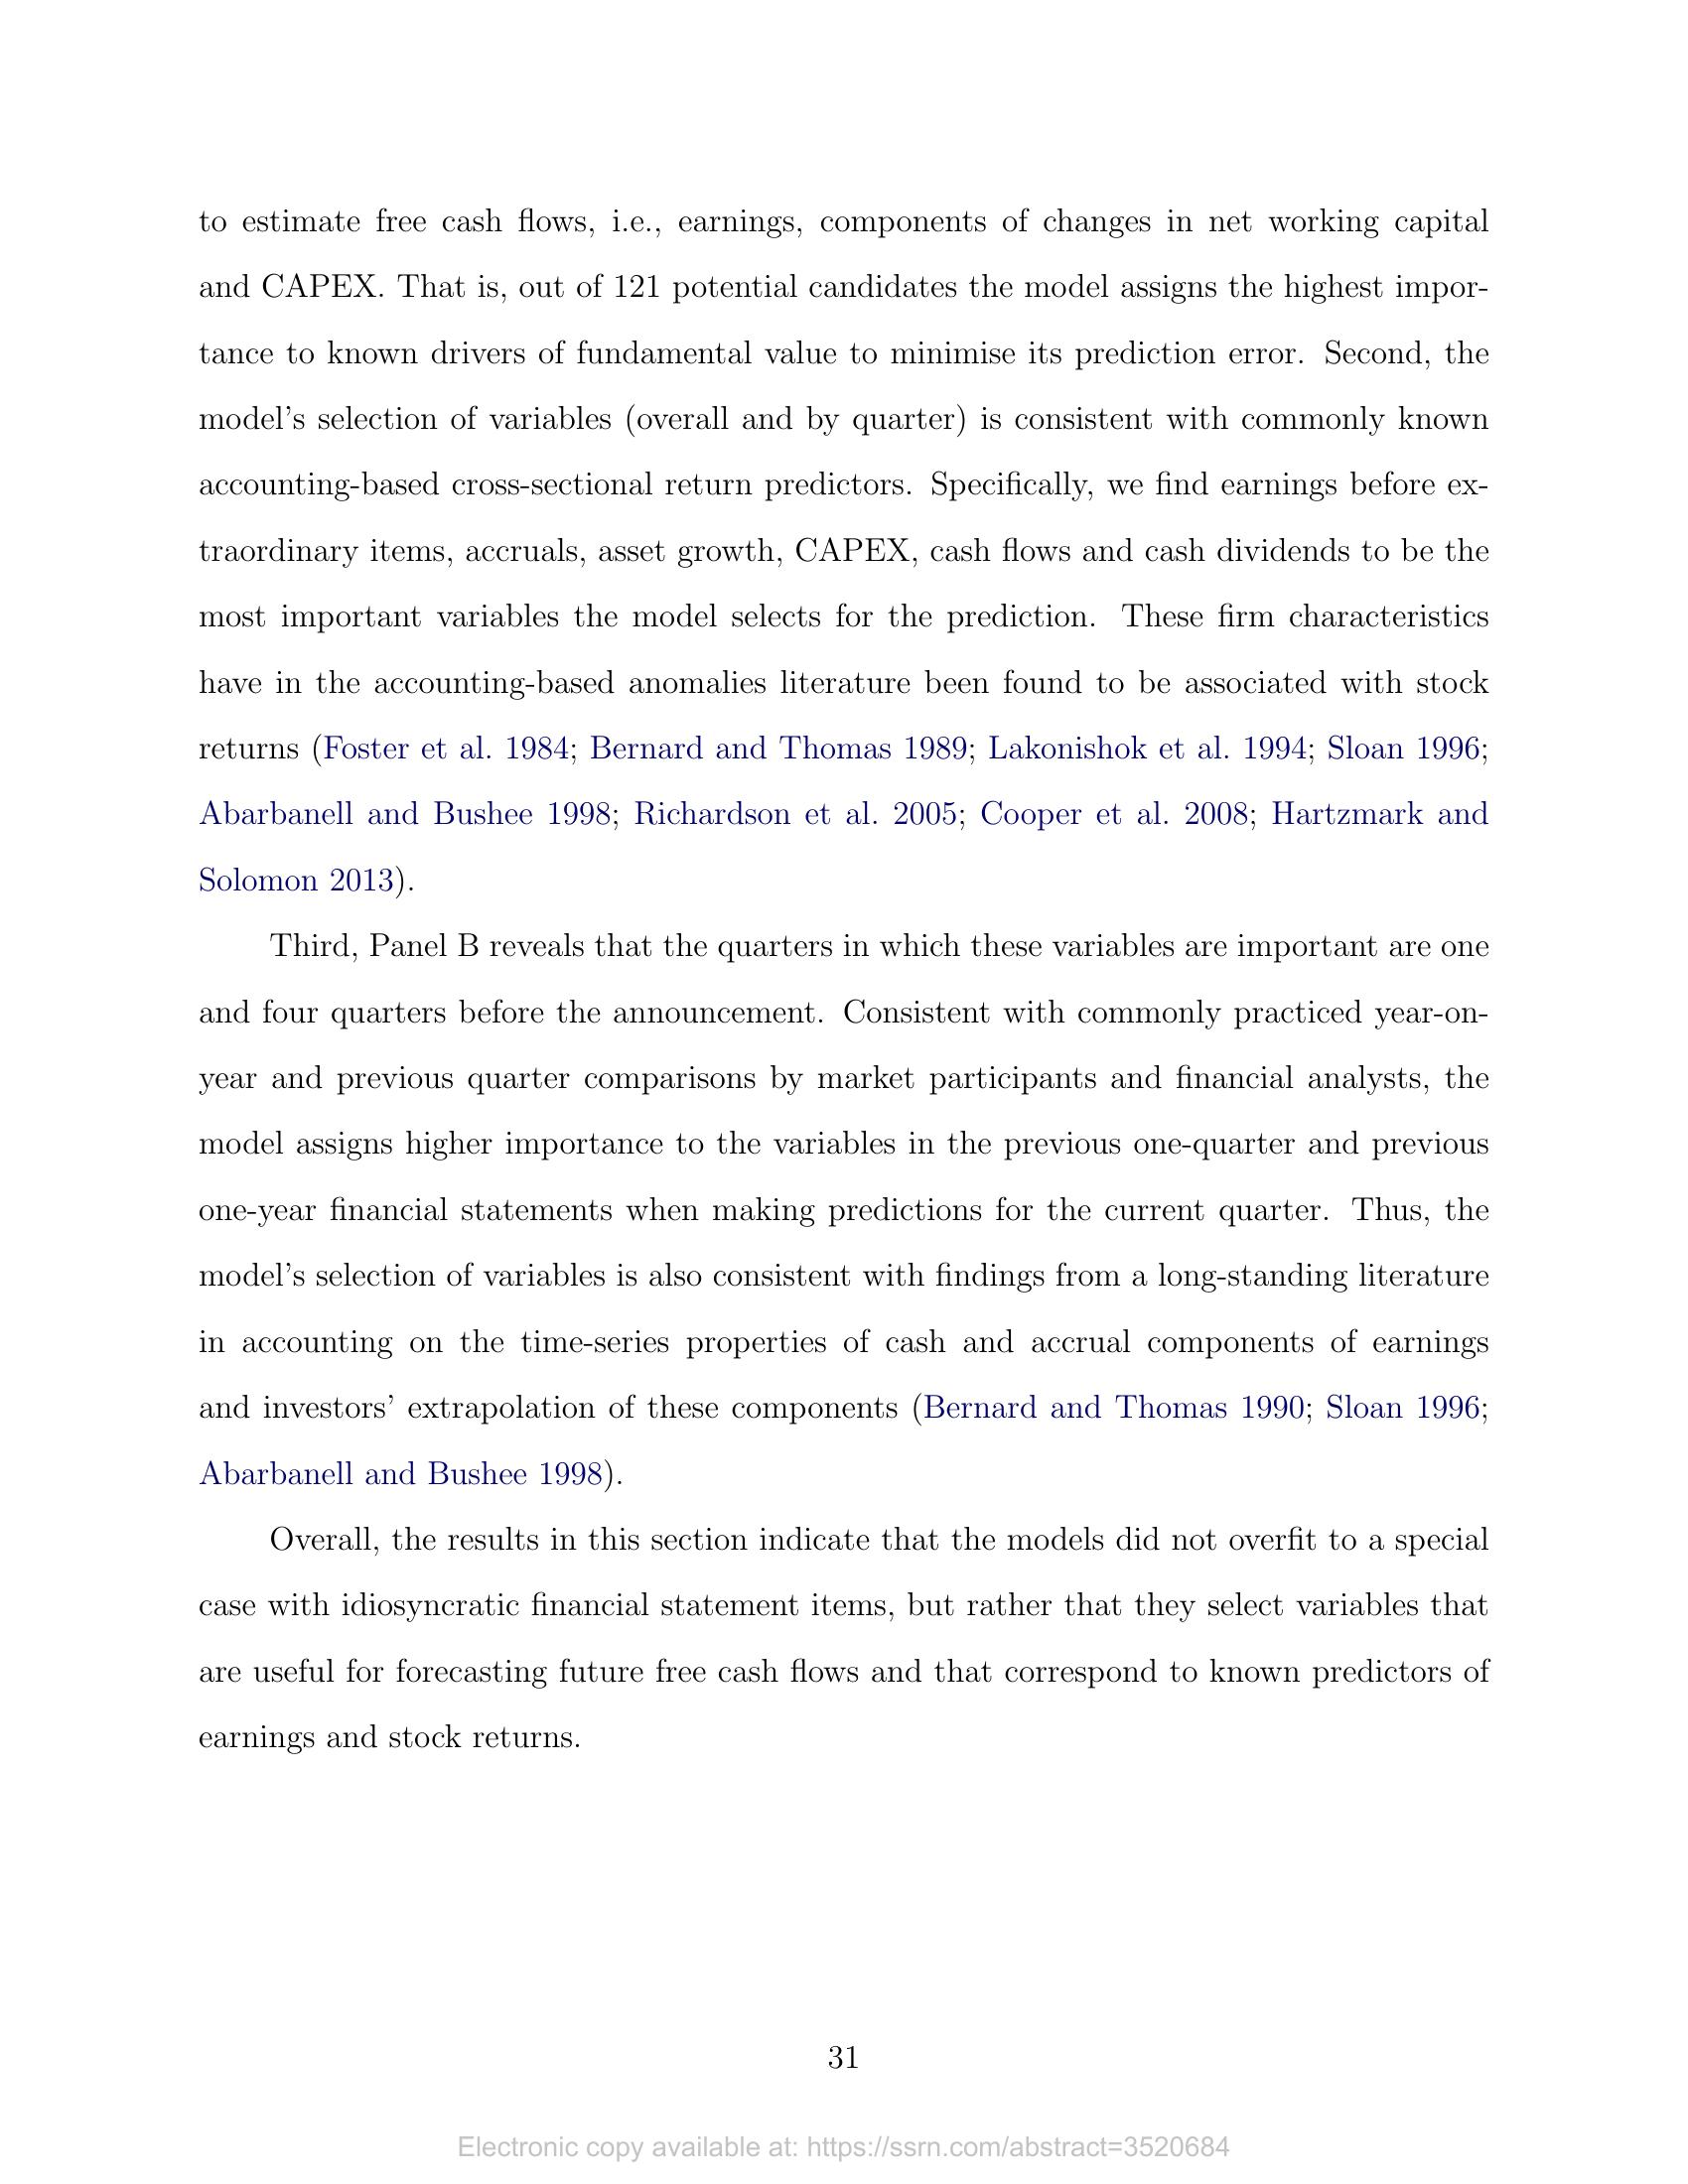 to estimate free cash flows, i.e., earnings, components of changes in net working capital
and CAPEX. That is, out of 121 potential candidates the model assigns the highest impor-
tance to known drivers of fundamental value to minimise its prediction error. Second, the
model's selection of variables (overall and by quarter) is consistent with commonly known
accounting-based cross-sectional return predictors. Specifically, we find earnings before ex-
traordinary items, accruals, asset growth, CAPEX, cash flows and cash dividends to be the
most important variables the model selects for the prediction. These firm characteristics
have in the accounting-based anomalies literature been found to be associated with stock
returns (Foster et al. 1984; Bernard and Thomas 1989; Lakonishok et al. 1994; Sloan 1996;
Abarbanell and Bushee 1998; Richardson et al. 2005; Cooper et al. 2008; Hartzmark and
Solomon 2013).
Third, Panel B reveals that the quarters in which these variables are important are one
and four quarters before the announcement. Consistent with commonly practiced year-on-
year and previous quarter comparisons by market participants and financial analysts, the
model assigns higher importance to the variables in the previous one-quarter and previous
one-year financial statements when making predictions for the current quarter. Thus, the
model's selection of variables is also consistent with findings from a long-standing literature
in accounting on the time-series properties of cash and accrual components of earnings
and investors' extrapolation of these components (Bernard and Thomas 1990; Sloan 1996;
Abarbanell and Bushee 1998).
Overall, the results in this section indicate that the models did not overfit to a special
case with idiosyncratic financial statement items, but rather that they select variables that
are useful for forecasting future free cash flows and that correspond to known predictors of
earnings and stock returns.
31
Electronic copy available at: https://ssrn.com/abstract=3520684